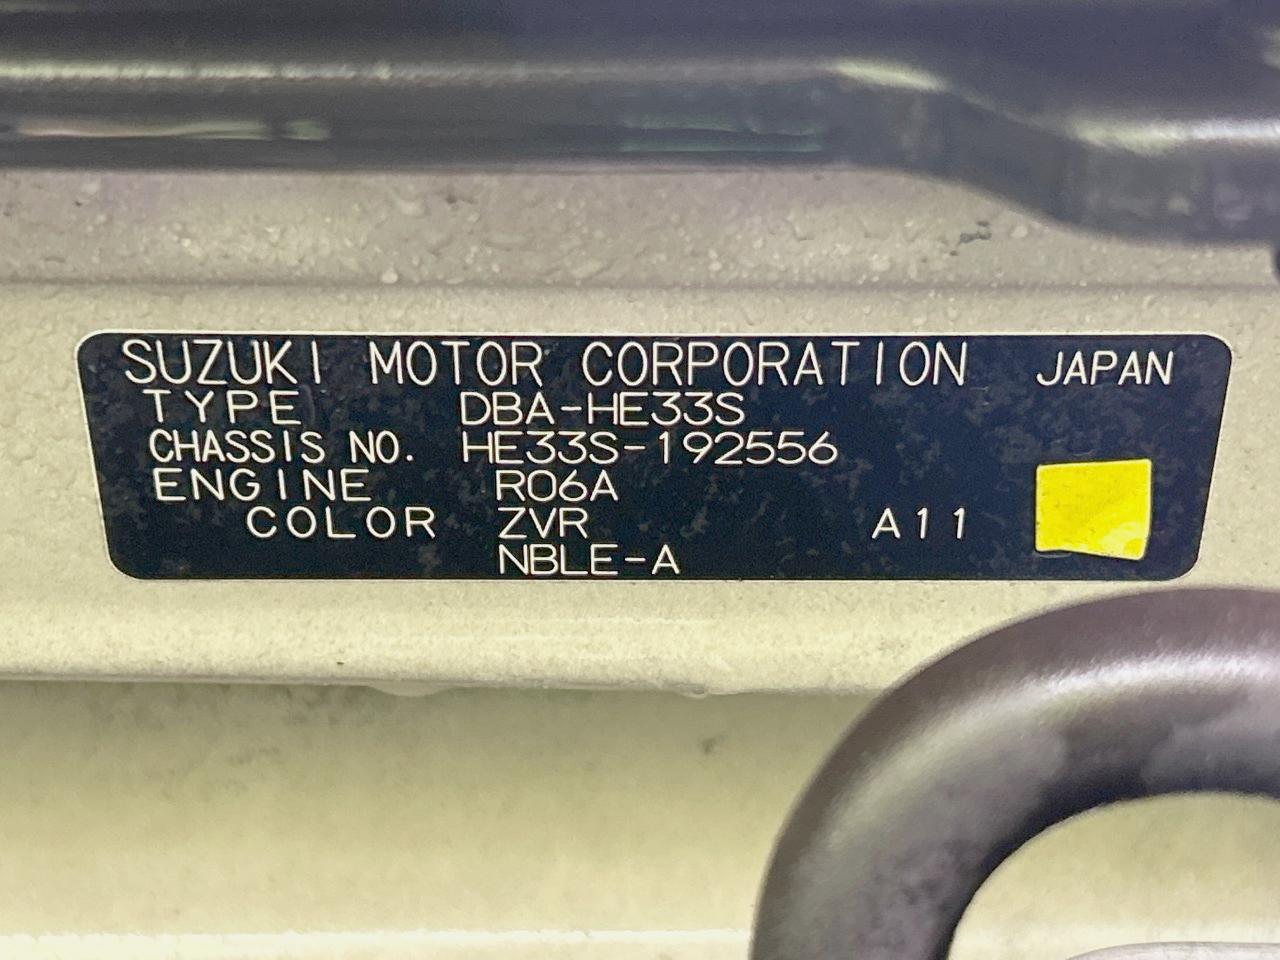 SUZUKI MOTOR CORPORATION JAPAN
TYPE DBA-HE33S
CHASSIS NO. HE33S-192556
ENGINE R06A
COLOR ZVR A11
NBLE-A